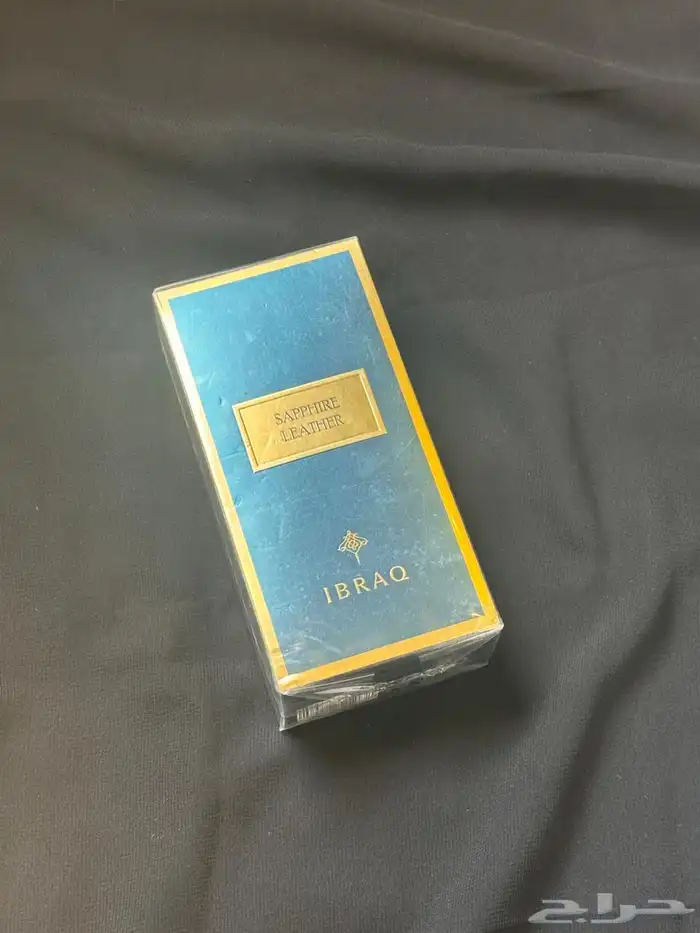 SAPPHIRE
LEATHER
IBRAQ
حراج